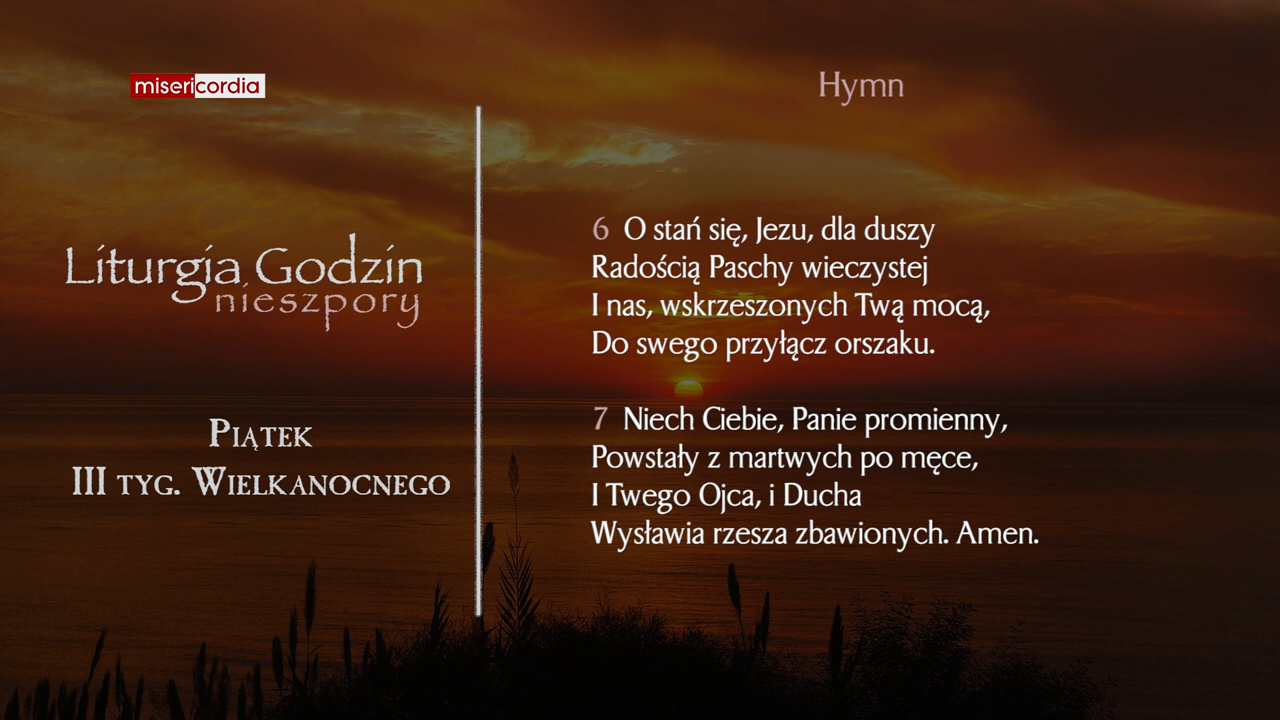 misericordia
Liturgia Godzin
nieszpory
Piątek
III tyg. Wielkanocnego
Hymn
6 O stań się, Jezu, dla duszy
Radością Paschy wieczystej
I nas, wskrzeszonych Twą mocą,
Do swego przyłącz orszaku.
7 Niech Ciebie, Panie promienny,
Powstały z martwych po męce,
I Twego Ojca, i Ducha
Wysławia rzesza zbawionych. Amen.